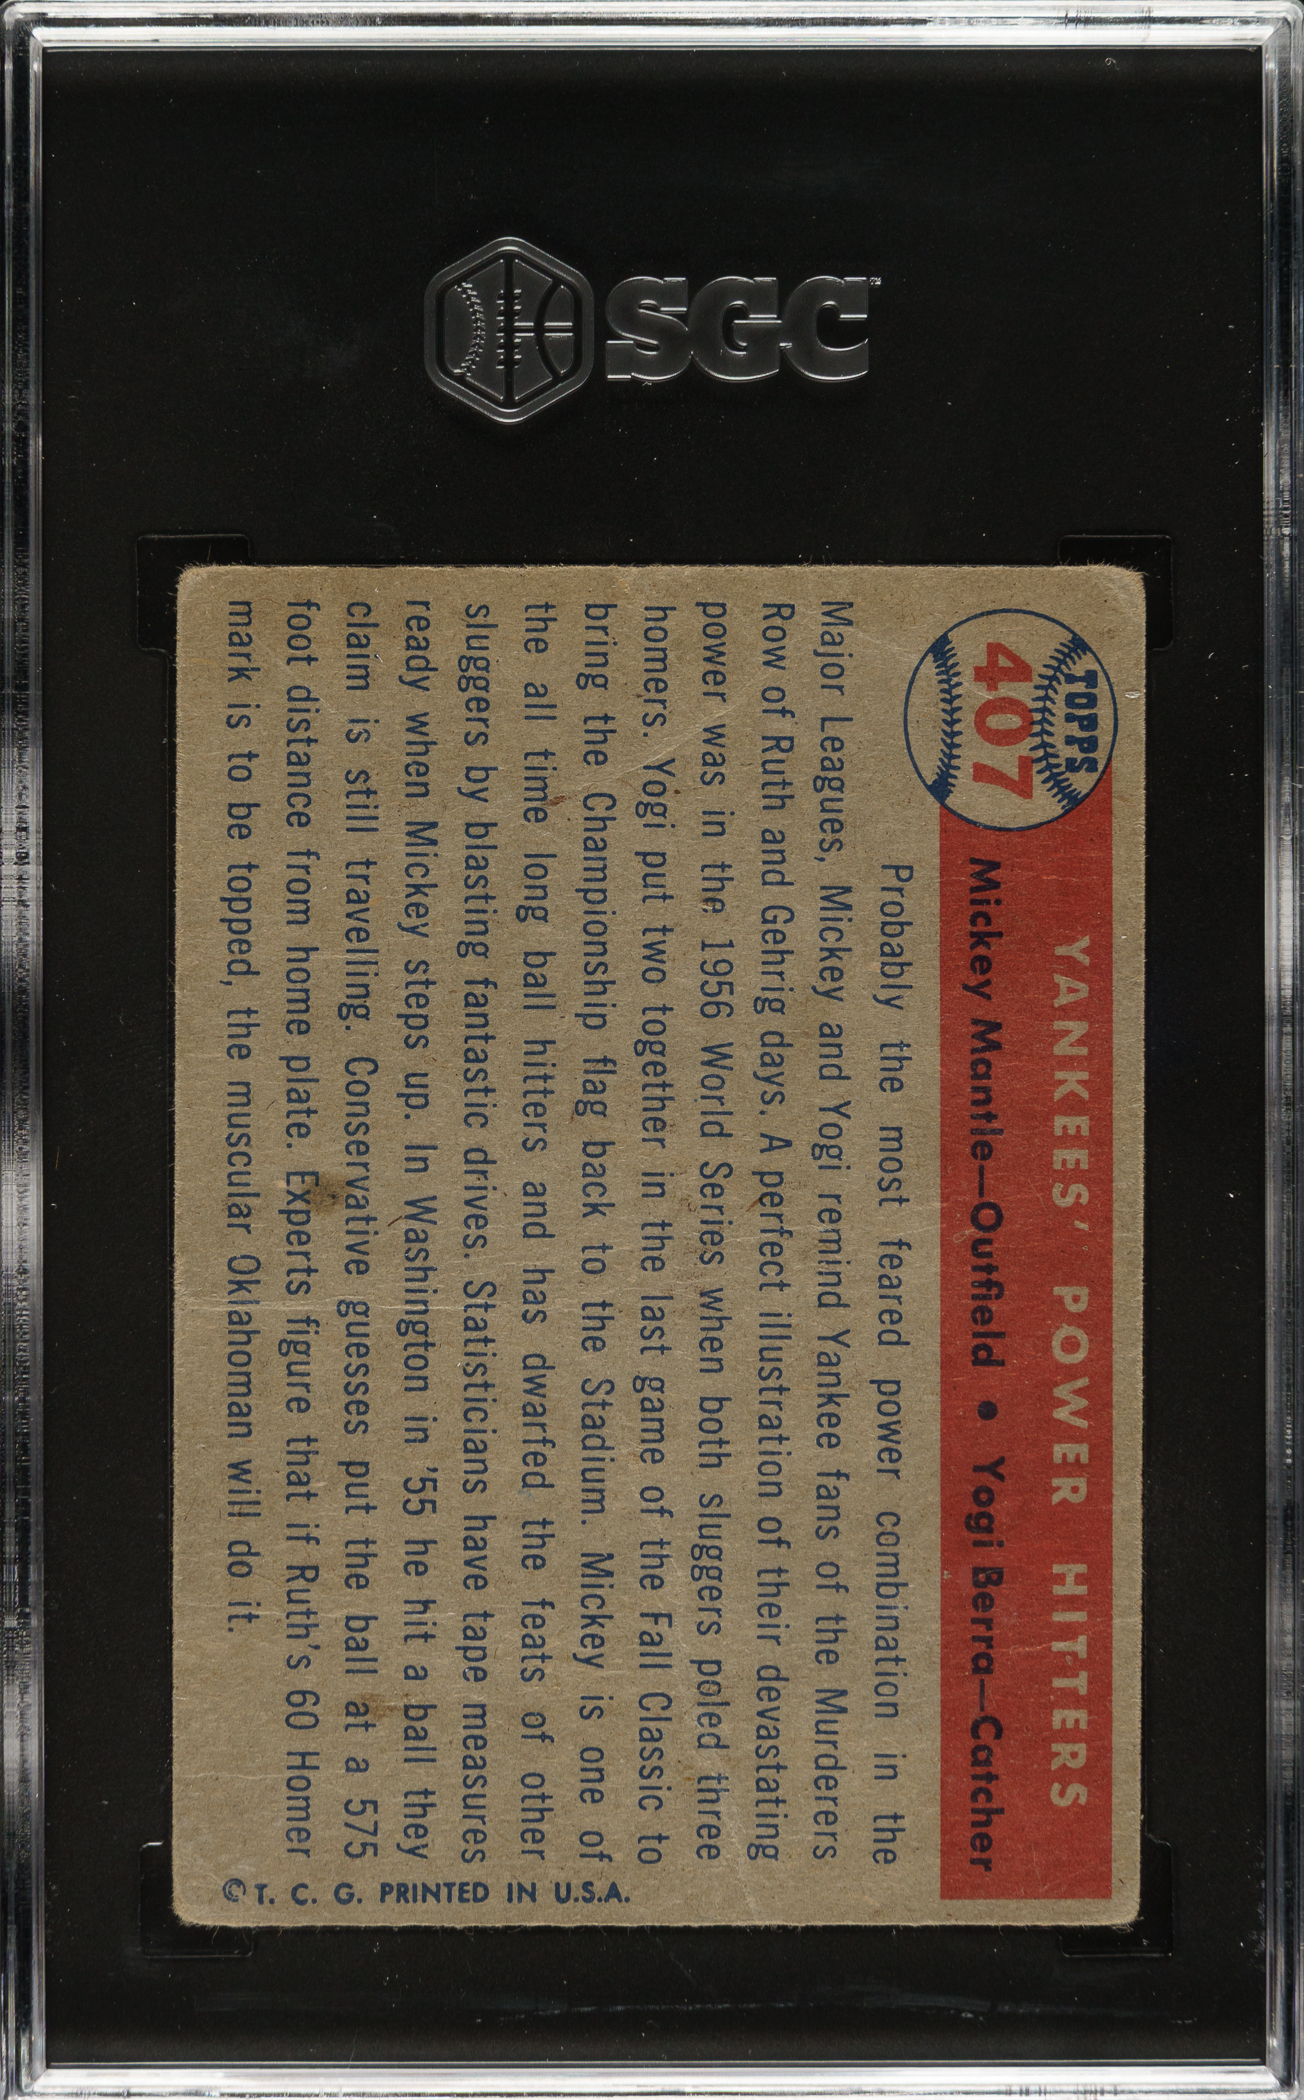 SGC™
TOPPS
407
YANKEES' POWER HITTERS
Mickey Mantle—Outfield • Yogi Berra—Catcher
Probably the most feared power combination in the
Major Leagues, Mickey and Yogi remind Yankee fans of the Murderers
Row of Ruth and Gehrig days. A perfect illustration of their devastating
power was in the 1956 World Series when both sluggers poled three
homers. Yogi put two together in the last game of the Fall Classic to
bring the Championship flag back to the Stadium. Mickey is one of
the all time long ball hitters and has dwarfed the feats of other
sluggers by blasting fantastic drives. Statisticians have tape measures
ready when Mickey steps up. In Washington in '55 he hit a ball they
claim is still travelling. Conservative guesses put the ball at a 575
foot distance from home plate. Experts figure that if Ruth's 60 Homer
mark is to be topped, the muscular Oklahoman will do it.
© T. C. G. PRINTED IN U.S.A.